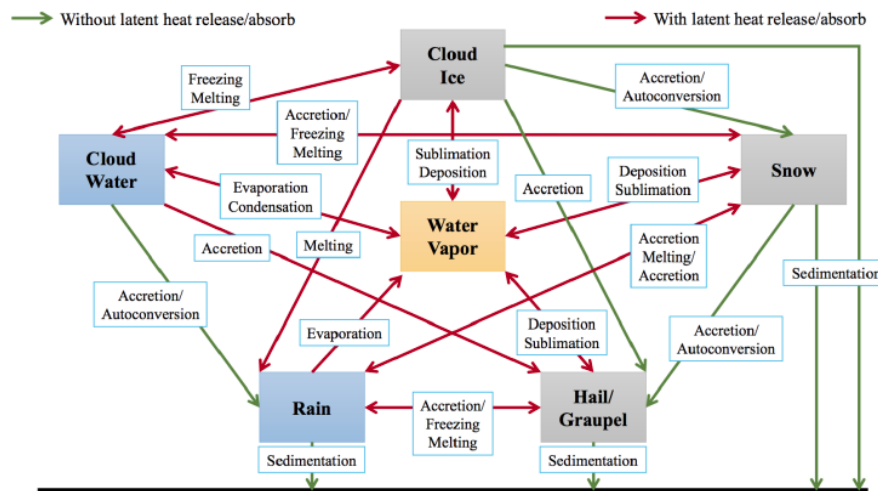 Without latent heat release/absorb
With latent heat release/absorb
Cloud
Ice
Freezing
Melting
Accretion/
Autoconversion
Accretion/
Freezing
Melting
Cloud
Water
Sublimation
Deposition
Snow
Evaporation
Condensation
Accretion
Deposition
Sublimation
Water
Vapor
Accretion
Melting
Accretion
Melting/
Accretion
Sedimentation
Accretion/
Autoconversion
Evaporation
Deposition
Sublimation
Accretion/
Autoconversion
Rain
Accretion/
Freezing
Melting
Hail/
Graupel
Sedimentation
Sedimentation